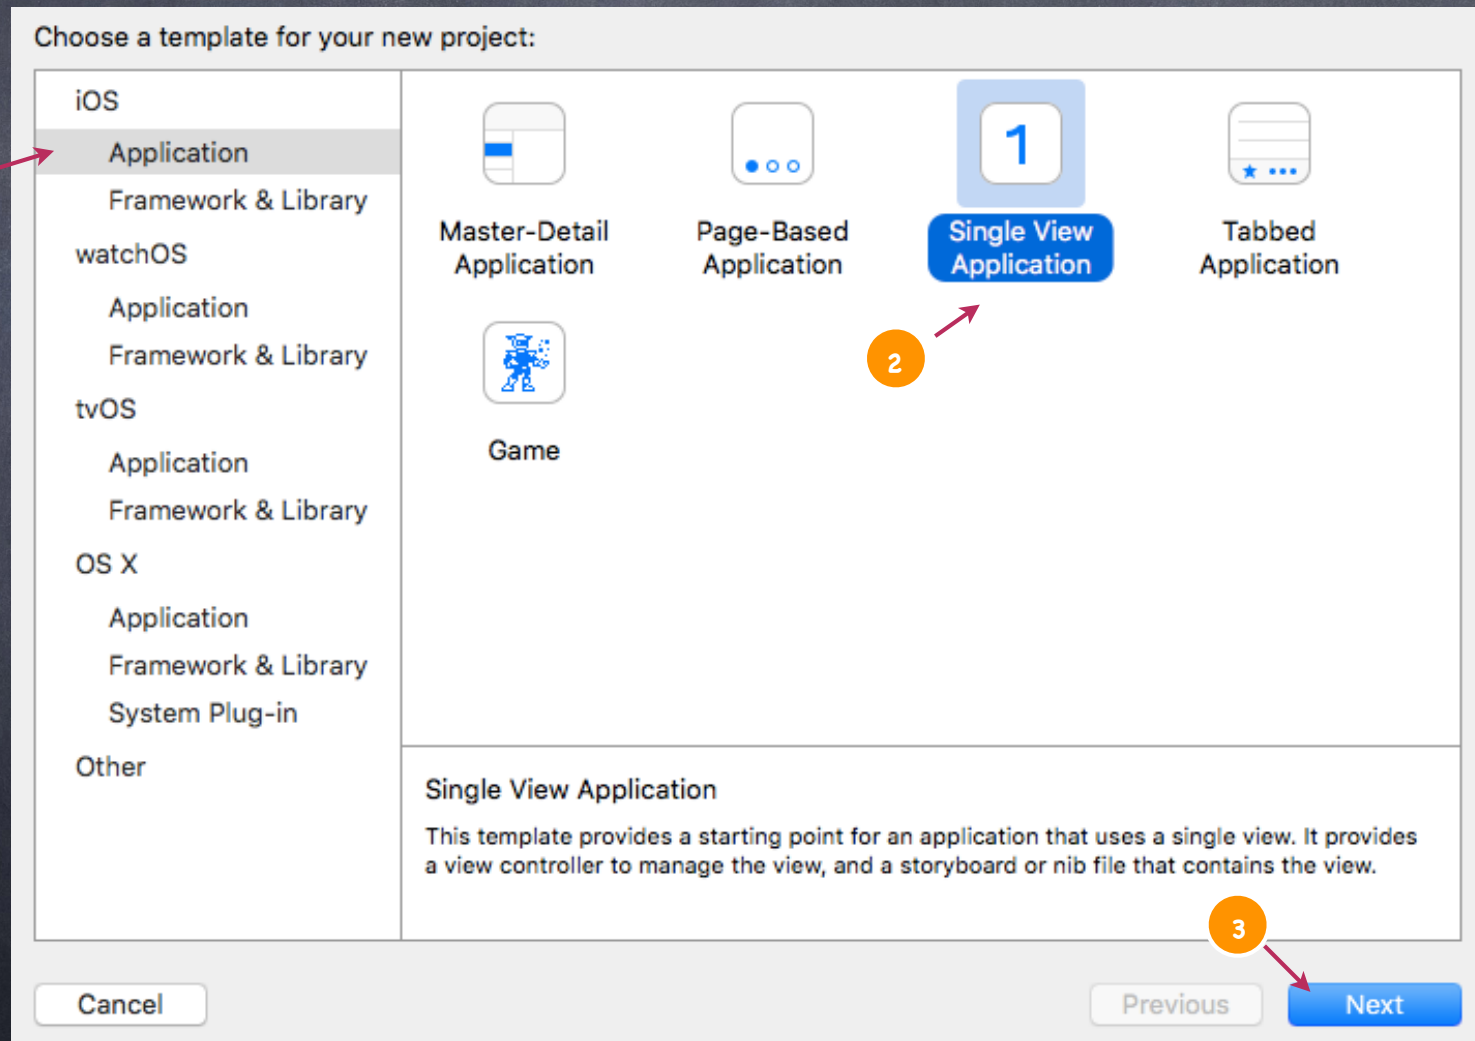 Choose a template for your new project:
iOS
Application
Framework & Library
watchOS
Application
Framework & Library
tvOS
Application
Framework & Library
OS X
Application
Framework & Library
System Plug-in
Other
Master-Detail
Application
Page-Based
Application
1
Single View
Application
Tabbed
Application
2
Game
Single View Application
This template provides a starting point for an application that uses a single view. It provides
a view controller to manage the view, and a storyboard or nib file that contains the view.
3
Cancel
Previous
Next